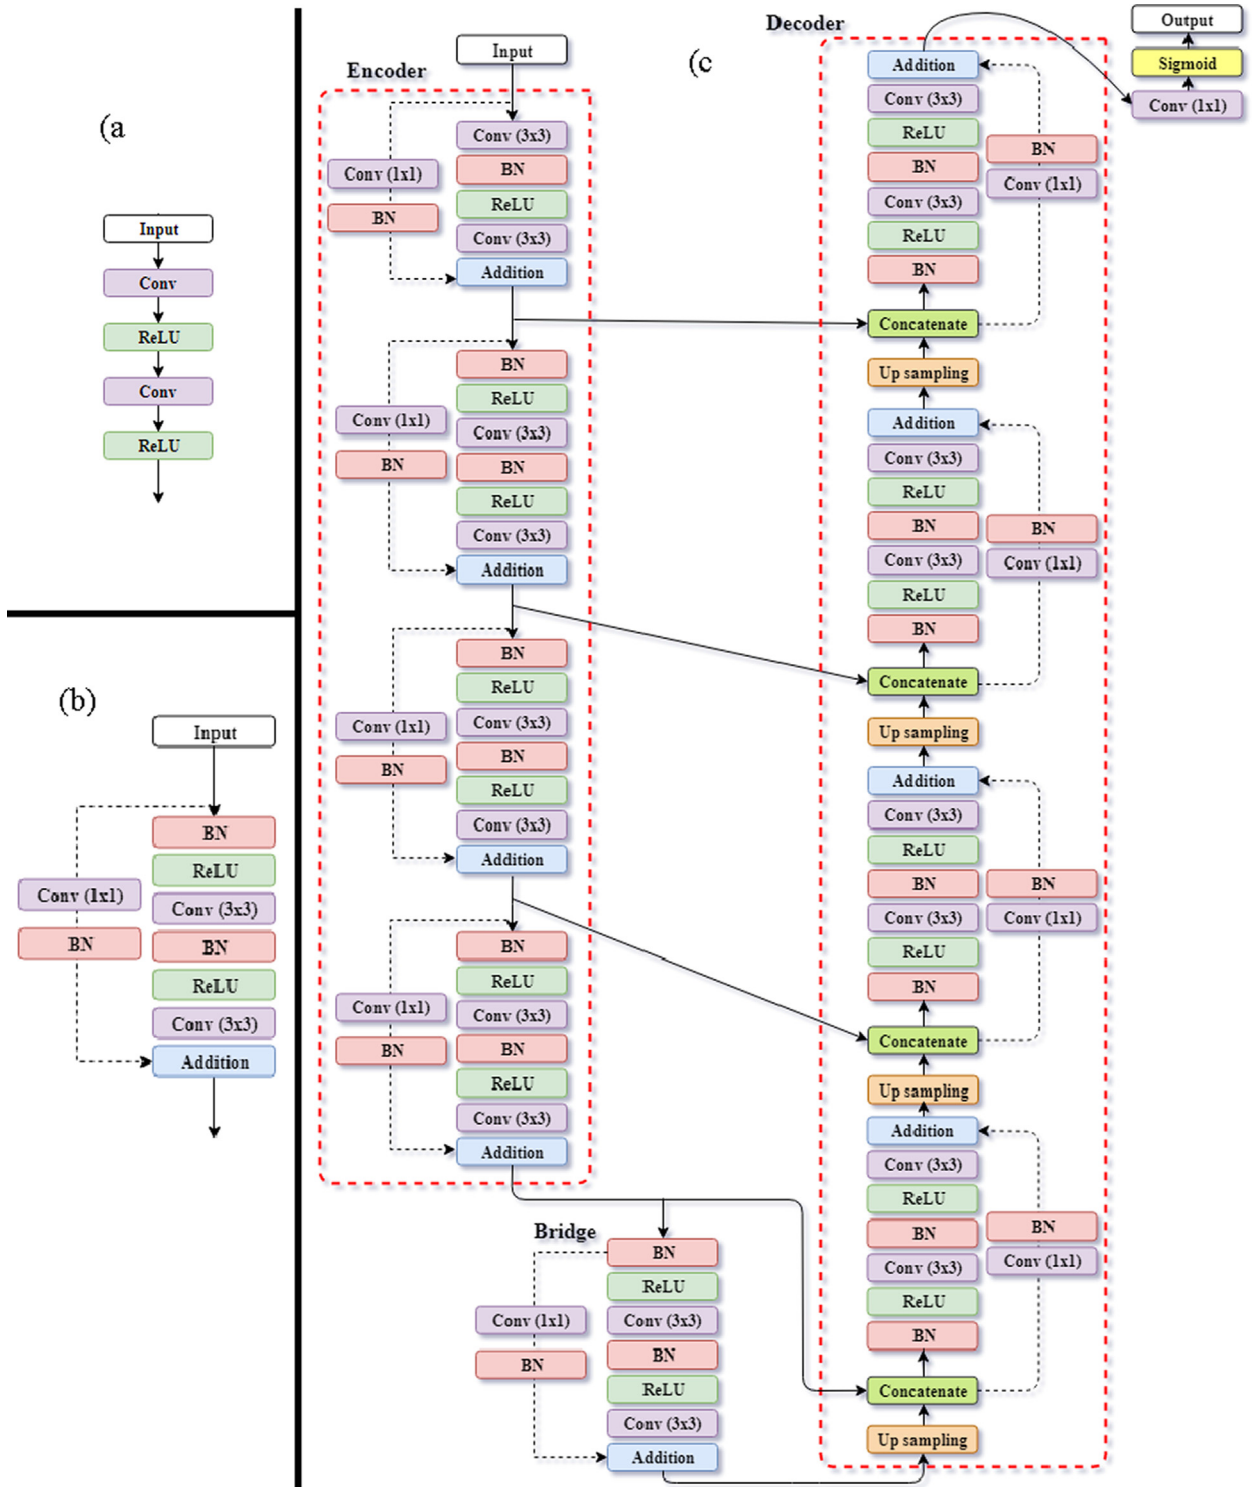 (a
Input
Conv
ReLU
Conv
ReLU
(b)
Input
BN
ReLU
Conv (3x3)
BN
ReLU
Conv (3x3)
Addition
Conv (1x1)
BN
(c
Encoder
Input
Conv (3x3)
BN
ReLU
Conv (3x3)
Addition
Conv (1x1)
BN
BN
ReLU
Conv (3x3)
BN
ReLU
Conv (3x3)
Addition
Conv (1x1)
BN
BN
ReLU
Conv (3x3)
BN
ReLU
Conv (3x3)
Addition
Conv (1x1)
BN
BN
ReLU
Conv (3x3)
BN
ReLU
Conv (3x3)
Addition
Conv (1x1)
BN
Bridge
BN
ReLU
Conv (3x3)
BN
ReLU
Conv (3x3)
Addition
Conv (1x1)
BN
Decoder
Addition
Conv (3x3)
ReLU
BN
Conv (3x3)
ReLU
BN
BN
Conv (1x1)
Concatenate
Up sampling
Addition
Conv (3x3)
ReLU
BN
Conv (3x3)
ReLU
BN
BN
Conv (1x1)
Concatenate
Up sampling
Addition
Conv (3x3)
ReLU
BN
Conv (3x3)
ReLU
BN
BN
Conv (1x1)
Concatenate
Up sampling
Addition
Conv (3x3)
ReLU
BN
Conv (3x3)
ReLU
BN
BN
Conv (1x1)
Concatenate
Up sampling
Output
Sigmoid
Conv (1x1)